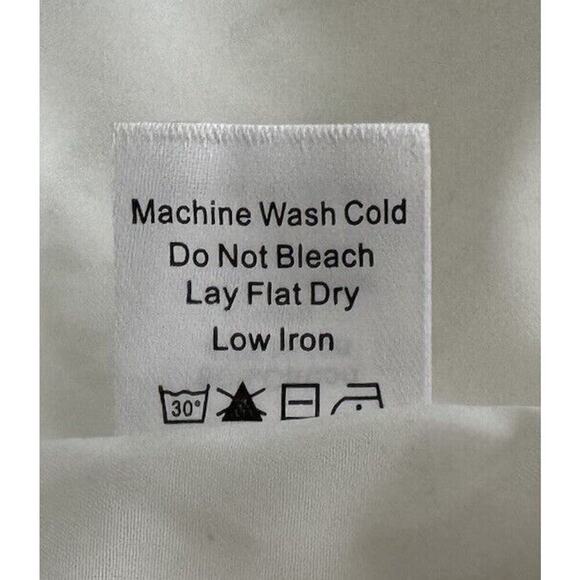 Machine Wash Cold
Do Not Bleach
Lay Flat Dry
Low Iron
30°